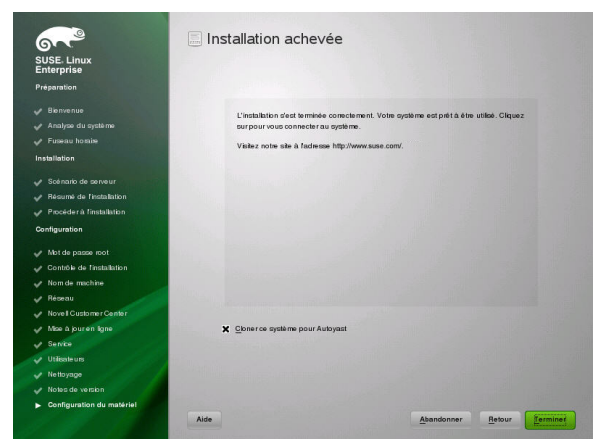 SUSE. Linux
Enterprise
Préparation
Bienvenue
Analyse du système
Fuseau horaire
Installation
Scénario de serveur
Résumé de l'installation
Procéder à l'installation
Configuration
Mot de passe root
Contrôle de l'installation
Nom de machine
Réseau
Novell Customer Center
Mise à jour en ligne
Service
Utilisateurs
Nettoyage
Notes de version
Configuration du matériel
Installation achevée
L'installation s'est terminée correctement. Votre système est prêt à être utilisé. Cliquez
sur pour vous connecter au système.
Visitez notre site à l'adresse http://www.suse.com/.
Cloner ce système pour Autoyast
Aide
Abandonner
Retour
Terminer